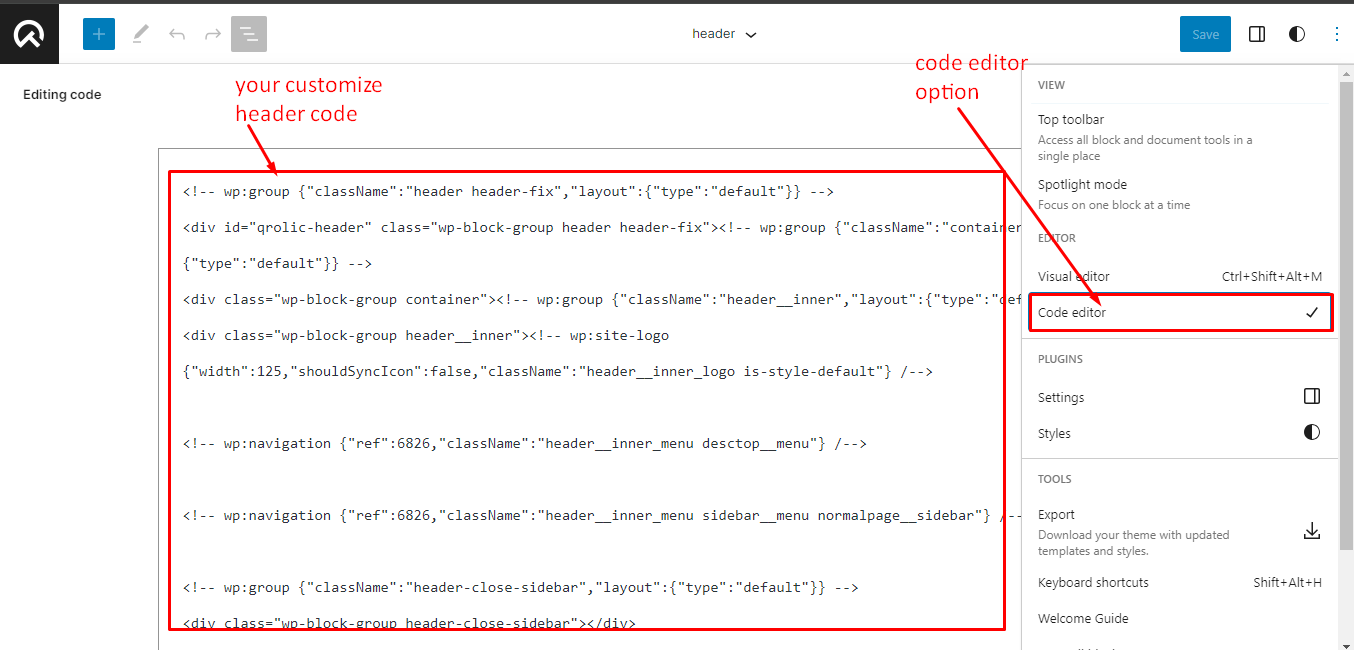 header
Save
Editing code
your customize
header code
code editor
option
<!-- wp:group {"className":"header header-fix","layout":{"type":"default"}} -->
<div id="qrolic-header" class="wp-block-group header header-fix"><!-- wp:group {"className":"container
{"type":"default"}} -->
<div class="wp-block-group container"><!-- wp:group {"className":"header__inner","layout":{"type":"def
<div class="wp-block-group header__inner"><!-- wp:site-logo
{"width":125,"shouldSyncIcon":false,"className":"header__inner_logo is-style-default"} /-->
<!-- wp:navigation {"ref":6826,"className":"header__inner_menu desctop__menu"} /-->
<!-- wp:navigation {"ref":6826,"className":"header__inner_menu sidebar__menu normalpage__sidebar"} /--
<!-- wp:group {"className":"header-close-sidebar","layout":{"type":"default"}} -->
<div class="wp-block-group header-close-sidebar"></div>
VIEW
Top toolbar
Access all block and document tools in a
single place
Spotlight mode
Focus on one block at a time
EDITOR
Visual editor Ctrl+Shift+Alt+M
Code editor
PLUGINS
Settings
Styles
TOOLS
Export
Download your theme with updated
templates and styles.
Keyboard shortcuts Shift+Alt+H
Welcome Guide